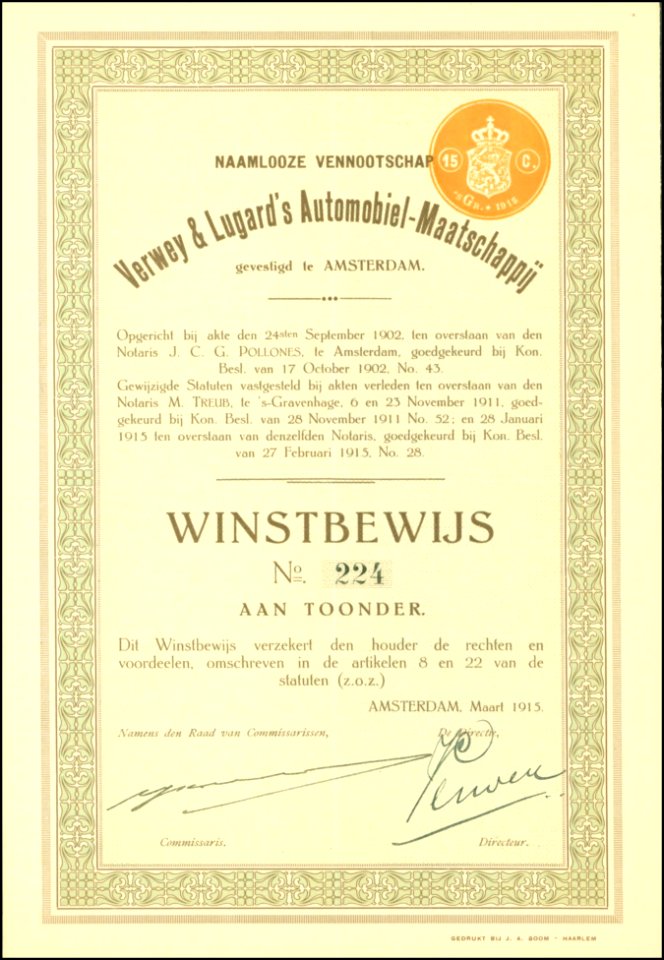 NAAMLOOZE VENNOOTSCHAP
15 C.
'sGR. 1918
Verwey & Lugard's Automobiel-Maatschappij
gevestigd te AMSTERDAM.
Opgericht bij akte den 24sten September 1902, ten overstaan van den
Notaris J. C. G. POLLONES, te Amsterdam, goedgekeurd bij Kon.
Besl. van 17 October 1902, No. 43.
Gewijzigde Statuten vastgesteld bij akten verleden ten overstaan van den
Notaris M. TREUB, te 's-Gravenhage, 6 en 23 November 1911, goed-
gekeurd bij Kon. Besl. van 28 November 1911 No. 52; en 28 Januari
1915 ten overstaan van denzelfden Notaris, goedgekeurd bij Kon. Besl.
van 27 Februari 1915, No. 28.
WINSTBEWIJS
No. 224
AAN TOONDER.
Dit Winstbewijs verzekert den houder de rechten en
voordeelen, omschreven in de artikelen 8 en 22 van de
statuten (z.o.z.)
AMSTERDAM, Maart 1915.
Namens den Raad van Commissarissen,
De Directie,
Commissaris.
Directeur.
GEDRUKT BIJ J. A. BOOM - HAARLEM